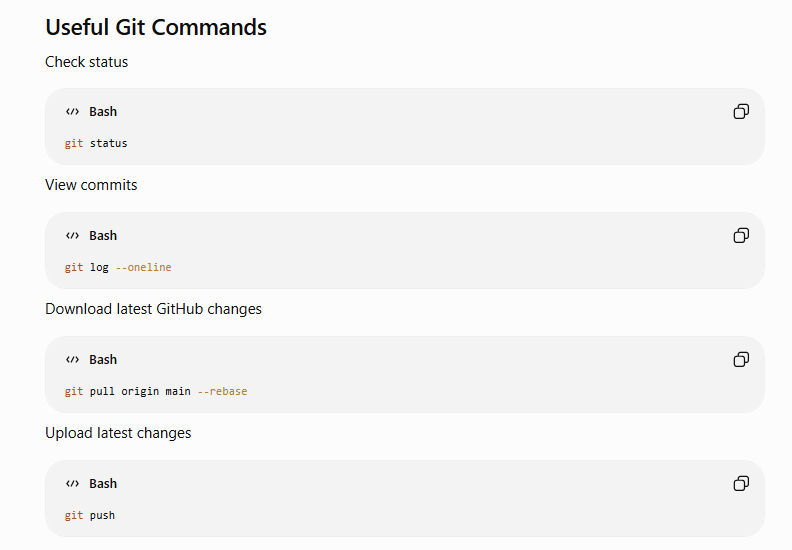 Useful Git Commands
Check status
Bash
git status
View commits
Bash
git log --oneline
Download latest GitHub changes
Bash
git pull origin main --rebase
Upload latest changes
Bash
git push